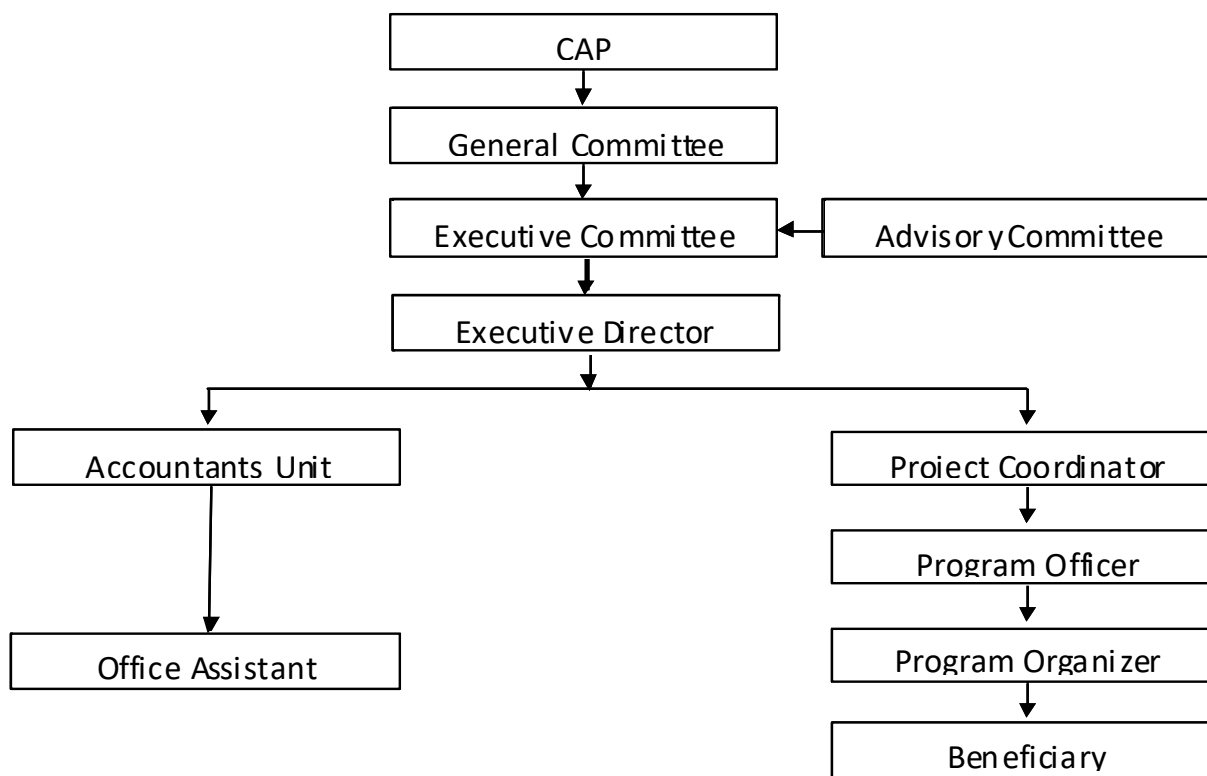 CAP
General Committee
Executive Committee
Advisory Committee
Executive Director
Accountants Unit
Project Coordinator
Program Officer
Office Assistant
Program Organizer
Beneficiary